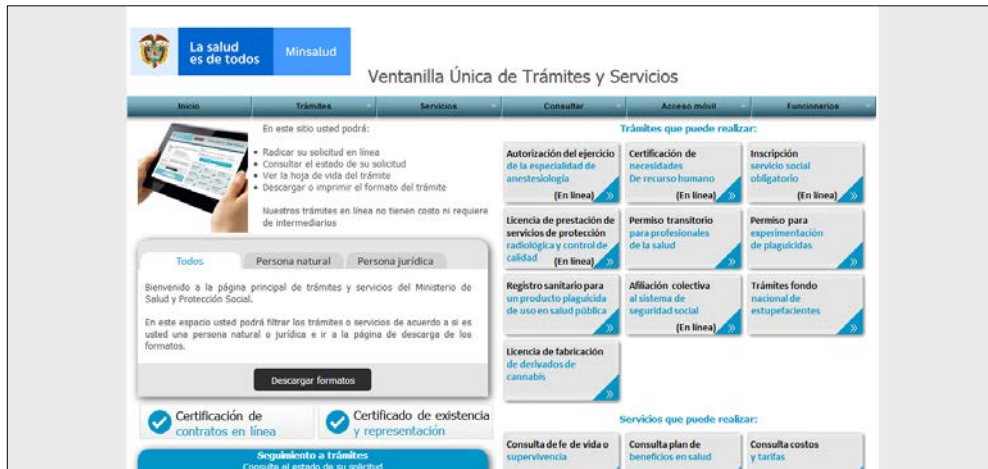 La salud
es de todos
Minsalud
Ventanilla Única de Trámites y Servicios
Inicio
Trámites
Servicios
Consultar
Acceso móvil
Funcionarios
En este sitio usted podrá:
• Radicar su solicitud en línea
• Consultar el estado de su solicitud
• Ver la hoja de vida del trámite
• Descargar o imprimir el formato del trámite
Nuestros trámites en línea no tienen costo ni requiere
de intermediarios
Todos
Persona natural
Persona jurídica
Bienvenido a la página principal de trámites y servicios del Ministerio de
Salud y Protección Social.
En este espacio usted podrá filtrar los trámites o servicios de acuerdo a si es
usted una persona natural o jurídica e ir a la página de descarga de los
formatos.
Descargar formatos
Certificación de
contratos en línea
Certificado de existencia
y representación
Seguimiento a trámites
Consulte el estado de su solicitud
Trámites que puede realizar:
Autorización del ejercicio
de la especialidad de
anestesiología
(En línea)
Certificación de
necesidades
De recurso humano
(En línea)
Inscripción
servicio social
obligatorio
(En línea)
Licencia de prestación de
servicios de protección
radiológica y control de
calidad (En línea)
Permiso transitorio
para profesionales
de la salud
Permiso para
experimentación
de plaguicidas
Registro sanitario para
un producto plaguicida
de uso en salud pública
Afiliación colectiva
al sistema de
seguridad social
(En línea)
Trámites fondo
nacional de
estupefacientes
Licencia de fabricación
de derivados de
cannabis
Servicios que puede realizar:
Consulta de fe de vida o
supervivencia
Consulta plan de
beneficios en salud
Consulta costos
y tarifas